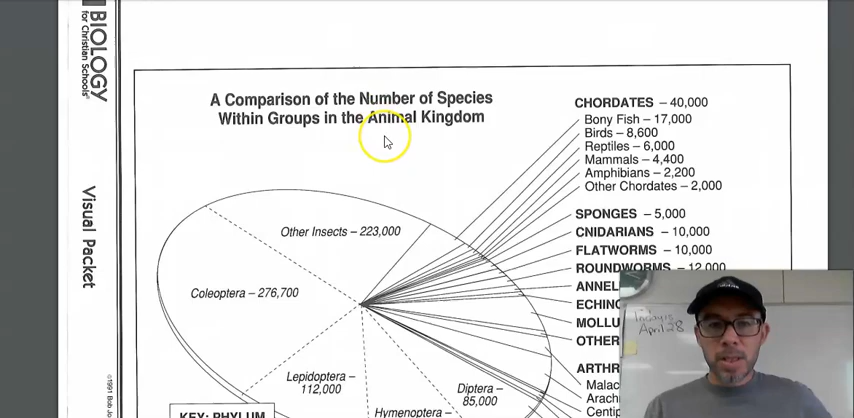 BIOLOGY
for Christian Schools®
Visual Packet
A Comparison of the Number of Species
Within Groups in the Animal Kingdom
Other Insects – 223,000
Coleoptera – 276,700
Lepidoptera –
112,000
Hymenoptera –
Diptera –
85,000
KEY: PHYLUM
CHORDATES – 40,000
Bony Fish – 17,000
Birds – 8,600
Reptiles – 6,000
Mammals – 4,400
Amphibians – 2,200
Other Chordates – 2,000
SPONGES – 5,000
CNIDARIANS – 10,000
FLATWORMS – 10,000
ROUNDWORMS – 12,000
OTHER
Today is
April 28